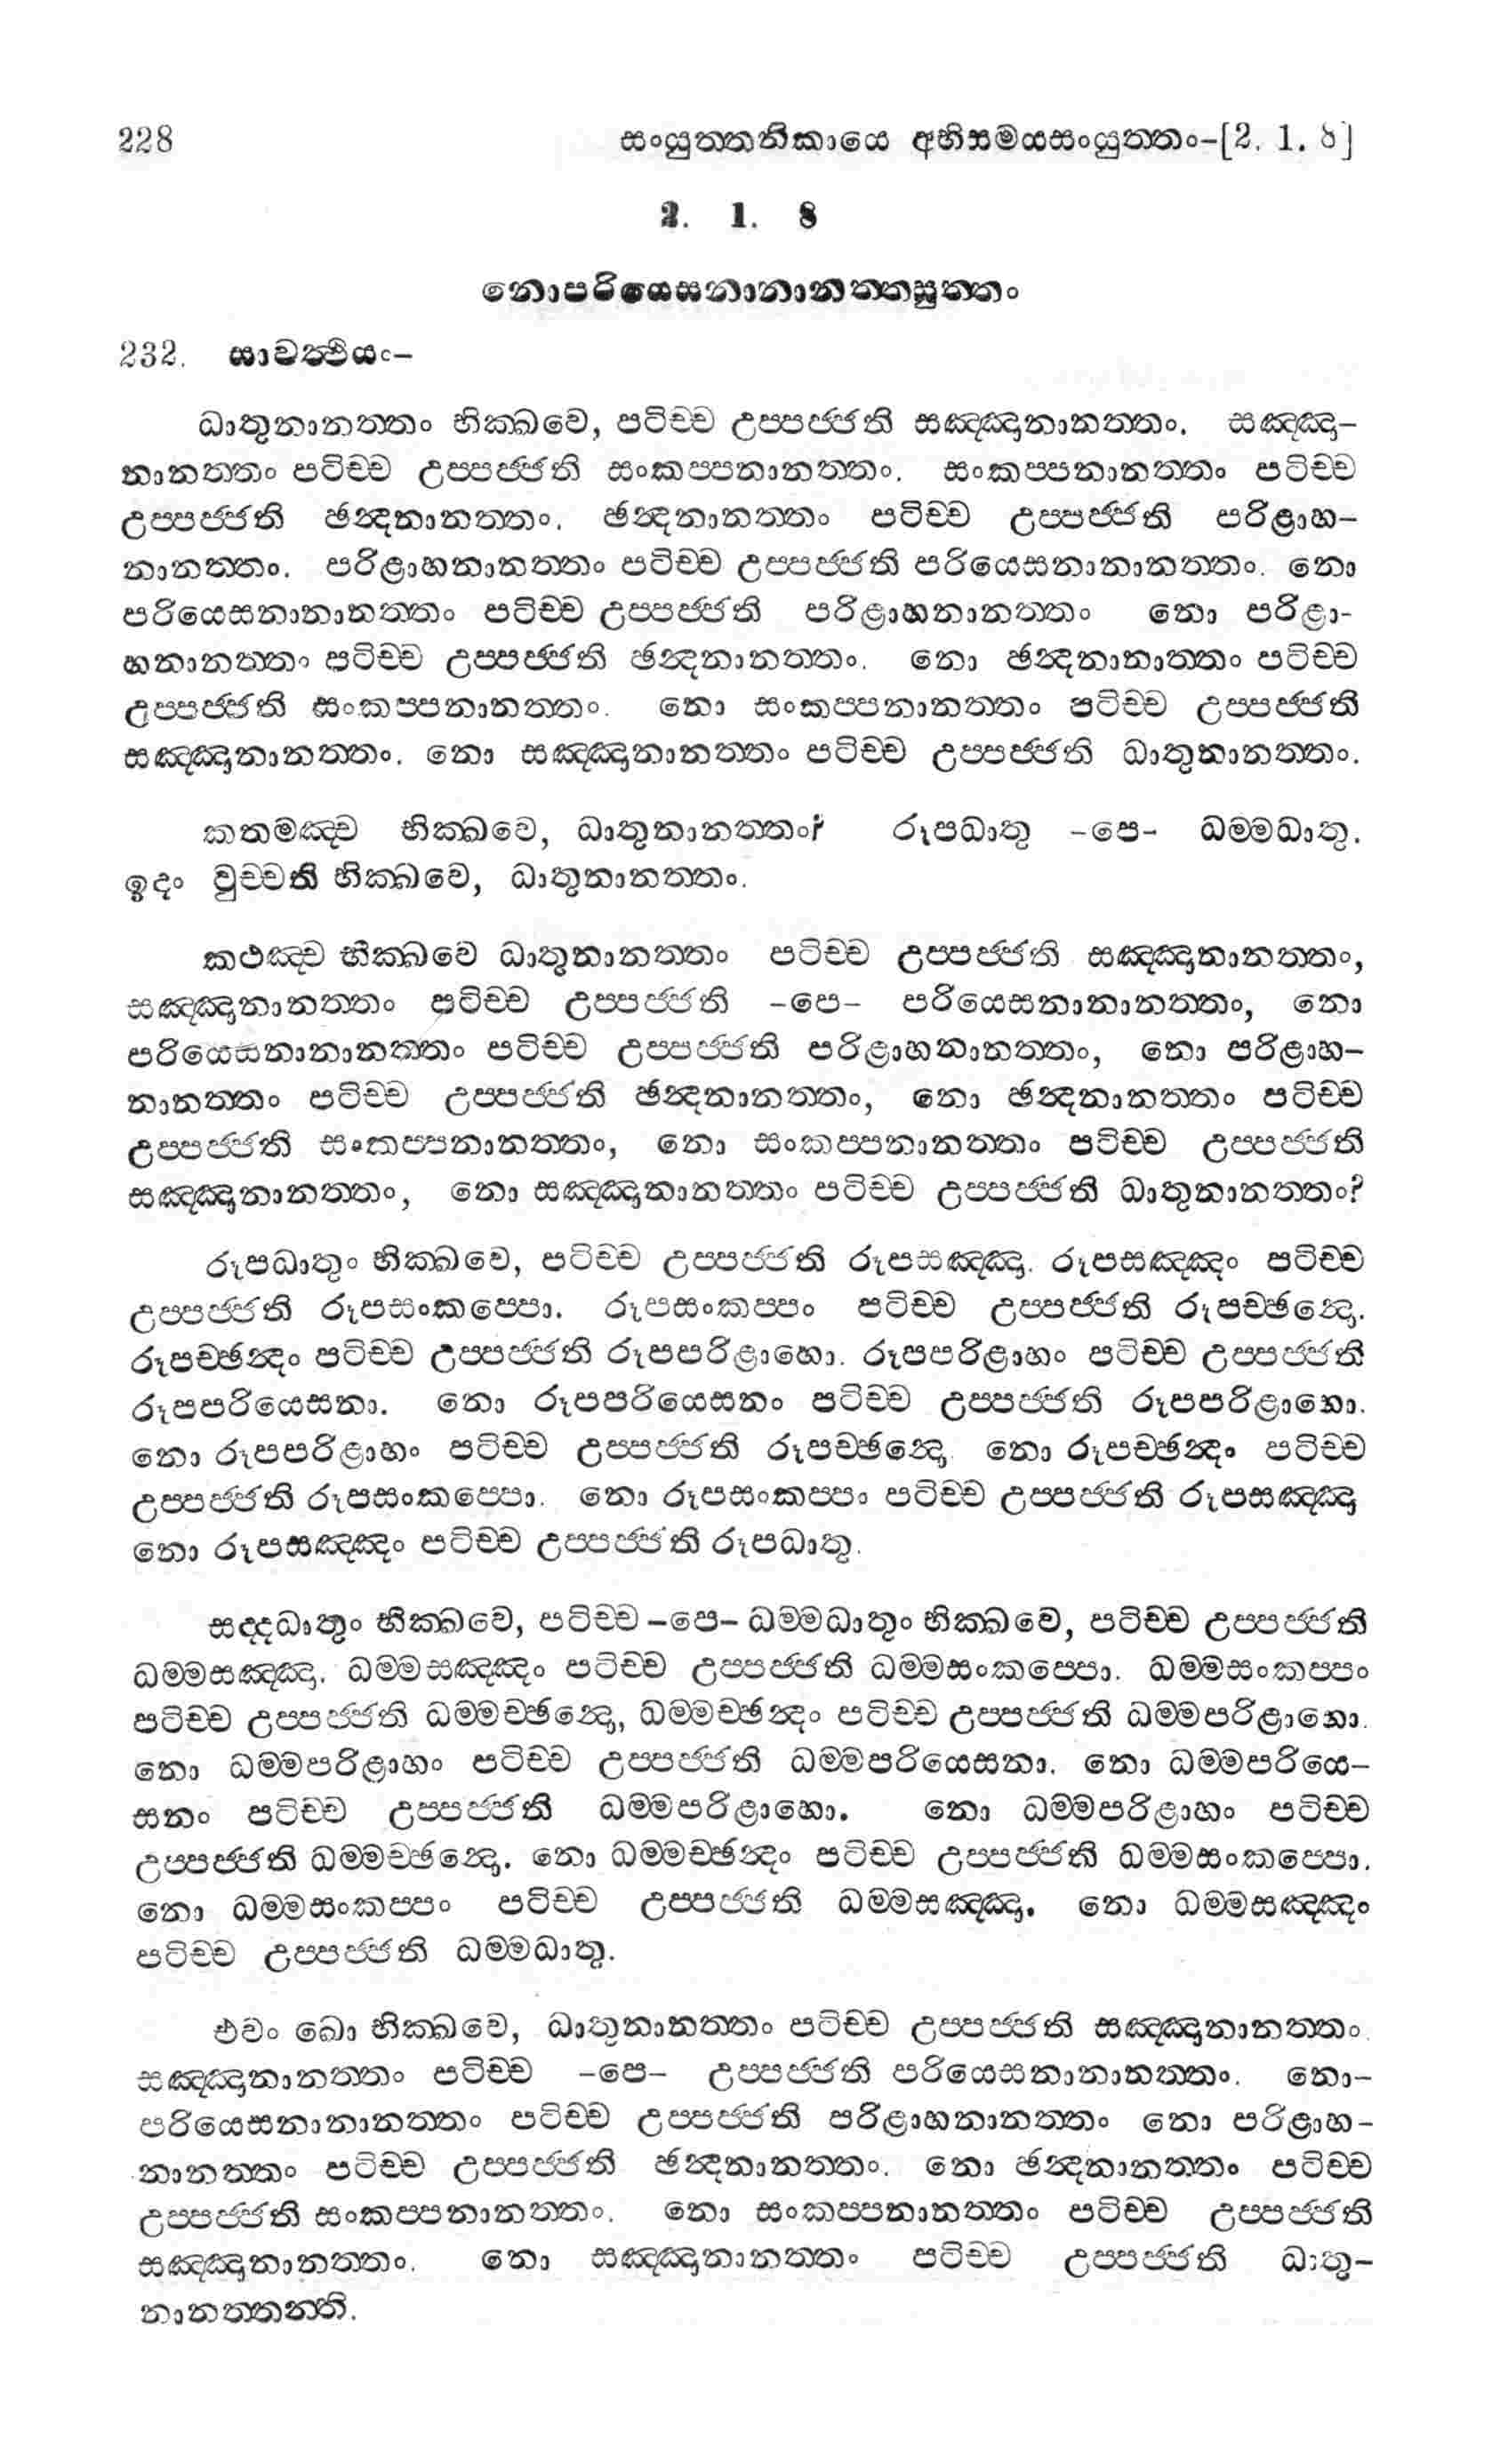 228 සංයුත්තනිකායෙ අභිසමයසංයුත්තං-[2. 1. 8]
2. 1. 8
නොපරියෙසනානානත්තසුත්තං
232. සාවත්ථියං–
ධාතුනානත්තං භික්ඛවෙ, පටිච්ච උප්පජ්ජති සඤ්ඤානානත්තං. සඤ්ඤා-
නානත්තං පටිච්ච උප්පජ්ජති සංකප්පනානත්තං. සංකප්පනානත්තං පටිච්ච
උප්පජ්ජති ඡන්දනානත්තං. ඡන්දනානත්තං පටිච්ච උප්පජ්ජති පරිළාහ-
නානත්තං. පරිළාහනානත්තං පටිච්ච උප්පජ්ජති පරියෙසනානානත්තං. නො
පරියෙසනානානත්තං පටිච්ච උප්පජ්ජති පරිළාහනානත්තං නො පරිළා-
හනානත්තං පටිච්ච උප්පජ්ජති ඡන්දනානත්තං. නො ඡන්දනානාත්තං පටිච්ච
උප්පජ්ජති සංකප්පනානත්තං. නො සංකප්පනානත්තං පටිච්ච උප්පජ්ජති
සඤ්ඤානානත්තං. නො සඤ්ඤානානත්තං පටිච්ච උප්පජ්ජති ධාතුනානත්තං.
කතමඤ්ච භික්ඛවෙ, ධාතුනානත්තං? රූපධාතු -පෙ- ධම්මධාතු.
ඉදං වුච්චති භික්ඛවෙ, ධාතුනානත්තං.
කථඤ්ච භික්ඛවෙ ධාතුනානත්තං පටිච්ච උප්පජ්ජති සඤ්ඤානානත්තං,
සඤ්ඤානානත්තං පටිච්ච උප්පජ්ජති -පෙ- පරියෙසනානානත්තං, නො
පරියෙසනානානත්තං පටිච්ච උප්පජ්ජති පරිළාහනානත්තං, නො පරිළාහ-
නානත්තං පටිච්ච උප්පජ්ජති ඡන්දනානත්තං, නො ඡන්දනානත්තං පටිච්ච
උප්පජ්ජති සංකප්පනානත්තං, නො සංකප්පනානත්තං පටිච්ච උප්පජ්ජති
සඤ්ඤානානත්තං, නො සඤ්ඤානානත්තං පටිච්ච උප්පජ්ජති ධාතුනානත්තං?
රූපධාතුං භික්ඛවෙ, පටිච්ච උප්පජ්ජති රූපසඤ්ඤා. රූපසඤ්ඤං පටිච්ච
උප්පජ්ජති රූපසංකප්පො. රූපසංකප්පං පටිච්ච උප්පජ්ජති රූපච්ඡන්දො.
රූපච්ඡන්දං පටිච්ච උප්පජ්ජති රූපපරිළාහො. රූපපරිළාහං පටිච්ච උප්පජ්ජති
රූපපරියෙසනා. නො රූපපරියෙසනං පටිච්ච උප්පජ්ජති රූපපරිළාහො.
නො රූපපරිළාහං පටිච්ච උප්පජ්ජති රූපච්ඡන්දො. නො රූපච්ඡන්දං පටිච්ච
උප්පජ්ජති රූපසංකප්පො. නො රූපසංකප්පං පටිච්ච උප්පජ්ජති රූපසඤ්ඤා
නො රූපසඤ්ඤං පටිච්ච උප්පජ්ජති රූපධාතු.
සද්දධාතුං භික්ඛවෙ, පටිච්ච -පෙ- ධම්මධාතුං භික්ඛවෙ, පටිච්ච උප්පජ්ජති
ධම්මසඤ්ඤා. ධම්මසඤ්ඤං පටිච්ච උප්පජ්ජති ධම්මසංකප්පො. ධම්මසංකප්පං
පටිච්ච උප්පජ්ජති ධම්මච්ඡන්දො, ධම්මච්ඡන්දං පටිච්ච උප්පජ්ජති ධම්මපරිළාහො.
නො ධම්මපරිළාහං පටිච්ච උප්පජ්ජති ධම්මපරියෙසනා. නො ධම්මපරියෙ-
සනං පටිච්ච උප්පජ්ජති ධම්මපරිළාහො. නො ධම්මපරිළාහං පටිච්ච
උප්පජ්ජති ධම්මච්ඡන්දො. නො ධම්මච්ඡන්දං පටිච්ච උප්පජ්ජති ධම්මසංකප්පො.
නො ධම්මසංකප්පං පටිච්ච උප්පජ්ජති ධම්මසඤ්ඤා. නො ධම්මසඤ්ඤං
පටිච්ච උප්පජ්ජති ධම්මධාතු.
එවං ඛො භික්ඛවෙ, ධාතුනානත්තං පටිච්ච උප්පජ්ජති සඤ්ඤානානත්තං.
සඤ්ඤානානත්තං පටිච්ච -පෙ- උප්පජ්ජති පරියෙසනානානත්තං. නො-
පරියෙසනානානත්තං පටිච්ච උප්පජ්ජති පරිළාහනානත්තං නො පරිළාහ-
නානත්තං පටිච්ච උප්පජ්ජති ඡන්දනානත්තං. නො ඡන්දනානත්තං පටිච්ච
උප්පජ්ජති සංකප්පනානත්තං. නො සංකප්පනානත්තං පටිච්ච උප්පජ්ජති
සඤ්ඤානානත්තං. නො සඤ්ඤානානත්තං පටිච්ච උප්පජ්ජති ධාතු-
නානත්තන්ති.